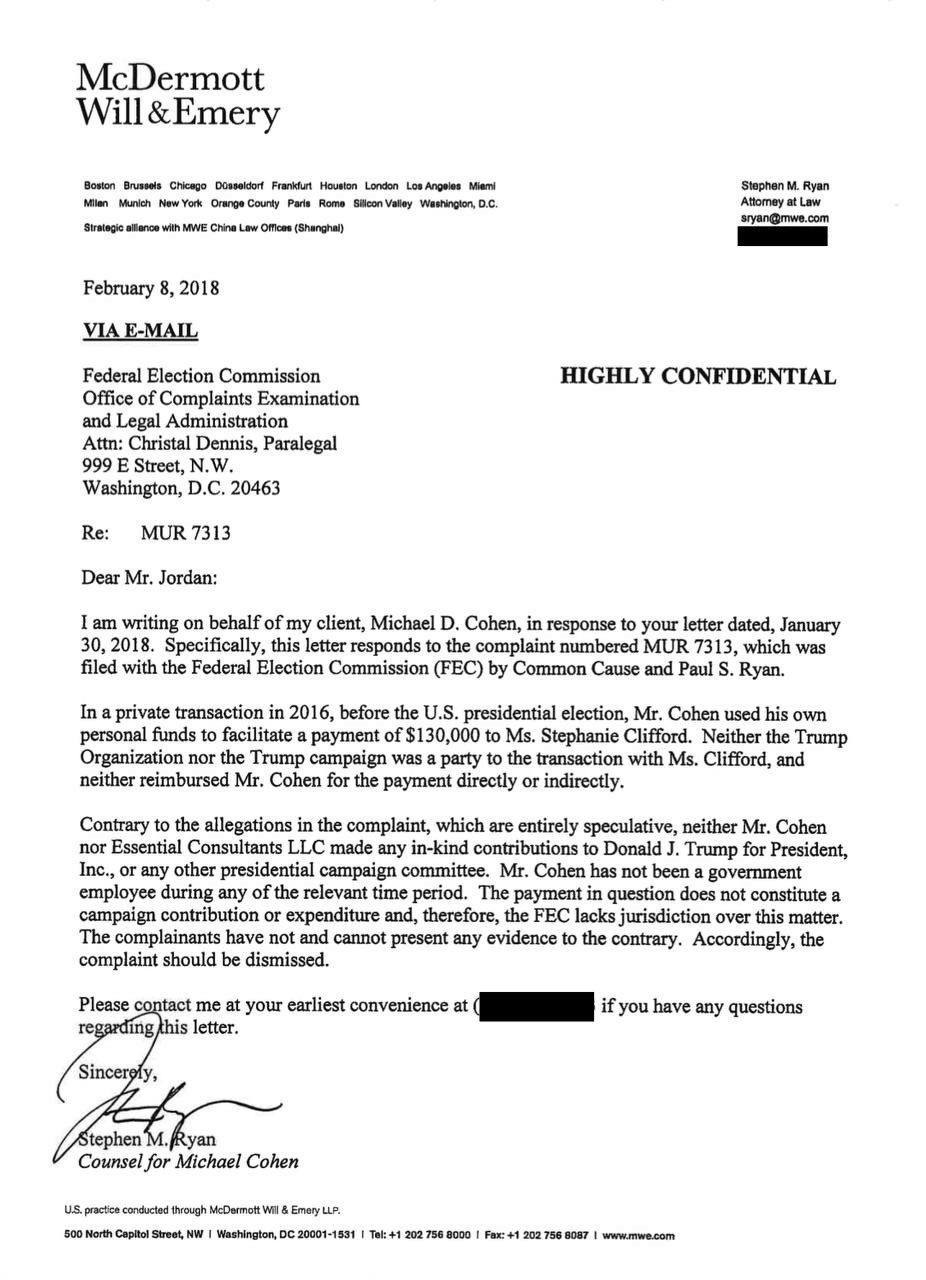 McDermott
Will & Emery
Boston Brussels Chicago Düsseldorf Frankfurt Houston London Los Angeles Miami
Milan Munich New York Orange County Paris Rome Silicon Valley Washington, D.C.
Strategic alliance with MWE China Law Offices (Shanghai)
Stephen M. Ryan
Attorney at Law
sryan@mwe.com
February 8, 2018
VIA E-MAIL
HIGHLY CONFIDENTIAL
Federal Election Commission
Office of Complaints Examination
and Legal Administration
Attn: Christal Dennis, Paralegal
999 E Street, N.W.
Washington, D.C. 20463
Re: MUR 7313
Dear Mr. Jordan:
I am writing on behalf of my client, Michael D. Cohen, in response to your letter dated, January
30, 2018. Specifically, this letter responds to the complaint numbered MUR 7313, which was
filed with the Federal Election Commission (FEC) by Common Cause and Paul S. Ryan.
In a private transaction in 2016, before the U.S. presidential election, Mr. Cohen used his own
personal funds to facilitate a payment of $130,000 to Ms. Stephanie Clifford. Neither the Trump
Organization nor the Trump campaign was a party to the transaction with Ms. Clifford, and
neither reimbursed Mr. Cohen for the payment directly or indirectly.
Contrary to the allegations in the complaint, which are entirely speculative, neither Mr. Cohen
nor Essential Consultants LLC made any in-kind contributions to Donald J. Trump for President,
Inc., or any other presidential campaign committee. Mr. Cohen has not been a government
employee during any of the relevant time period. The payment in question does not constitute a
campaign contribution or expenditure and, therefore, the FEC lacks jurisdiction over this matter.
The complainants have not and cannot present any evidence to the contrary. Accordingly, the
complaint should be dismissed.
Please contact me at your earliest convenience at ( if you have any questions
regarding this letter.
Sincerely,
Stephen M. Ryan
Counsel for Michael Cohen
U.S. practice conducted through McDermott Will & Emery LLP.
500 North Capitol Street, NW | Washington, DC 20001-1531 | Tel: +1 202 756 8000 | Fax: +1 202 756 8087 | www.mwe.com